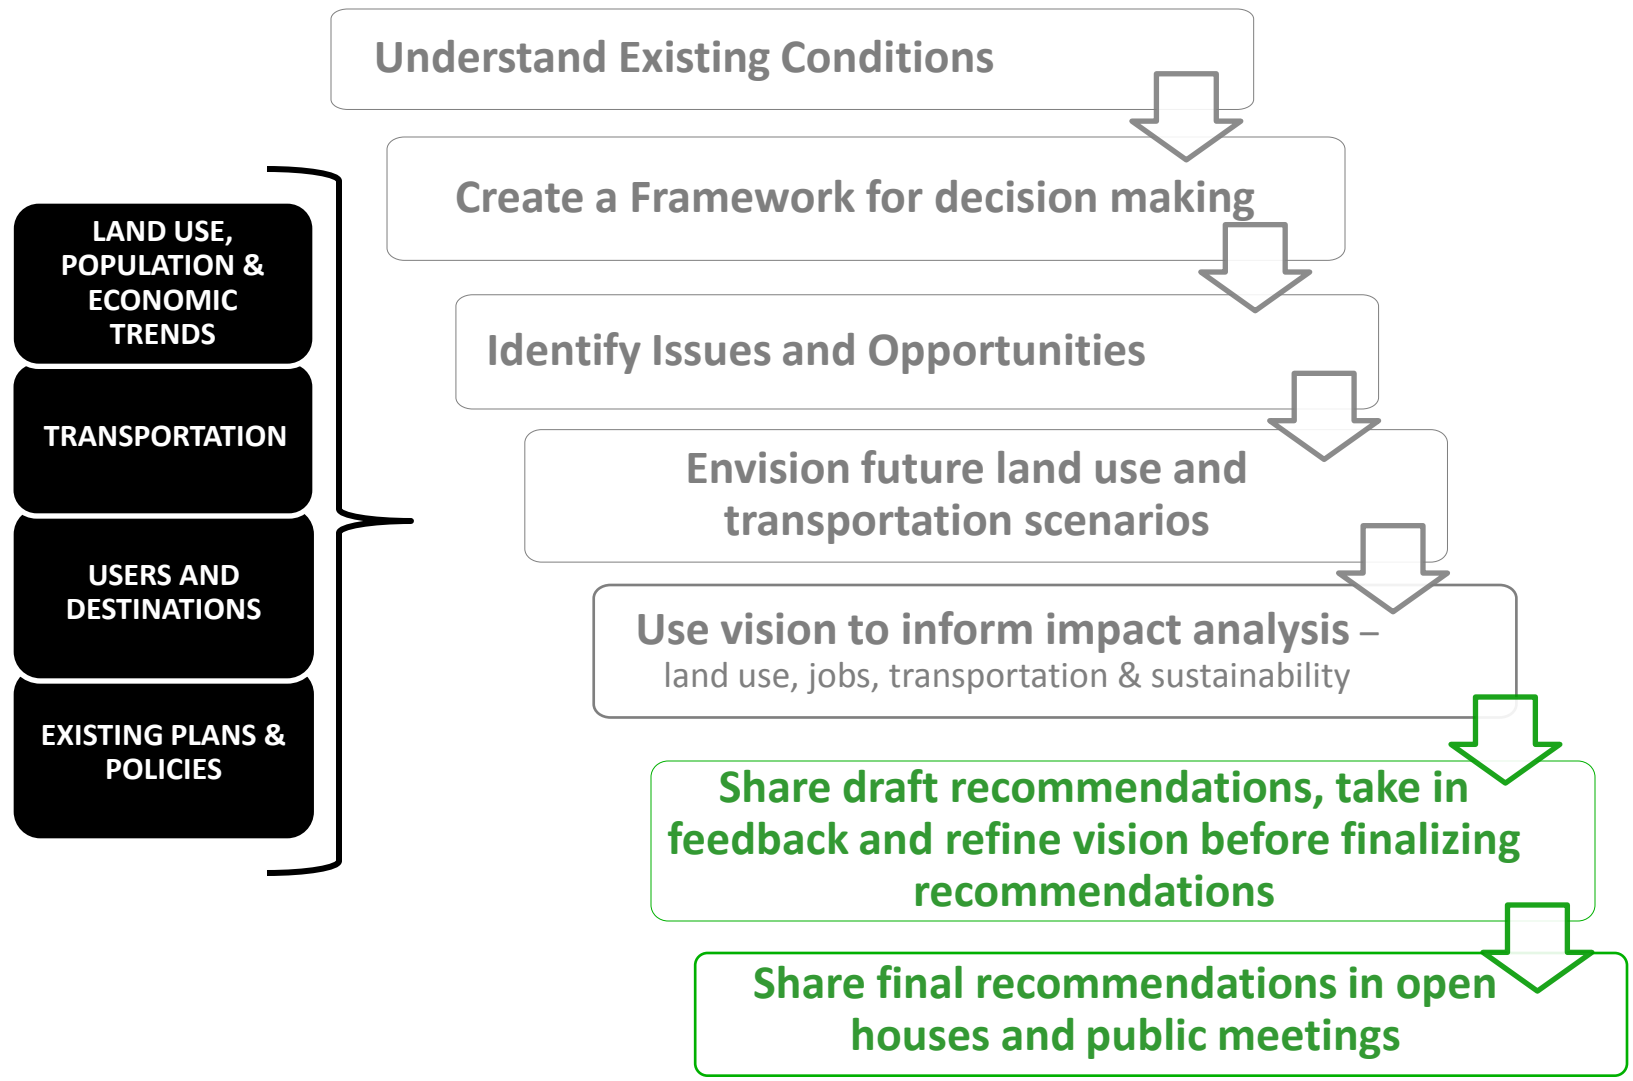 Understand Existing Conditions
Create a Framework for decision making
LAND USE,
POPULATION &
ECONOMIC
TRENDS
TRANSPORTATION
USERS AND
DESTINATIONS
EXISTING PLANS &
POLICIES
Identify Issues and Opportunities
Envision future land use and
transportation scenarios
Use vision to inform impact analysis –
land use, jobs, transportation & sustainability
Share draft recommendations, take in
feedback and refine vision before finalizing
recommendations
Share final recommendations in open
houses and public meetings